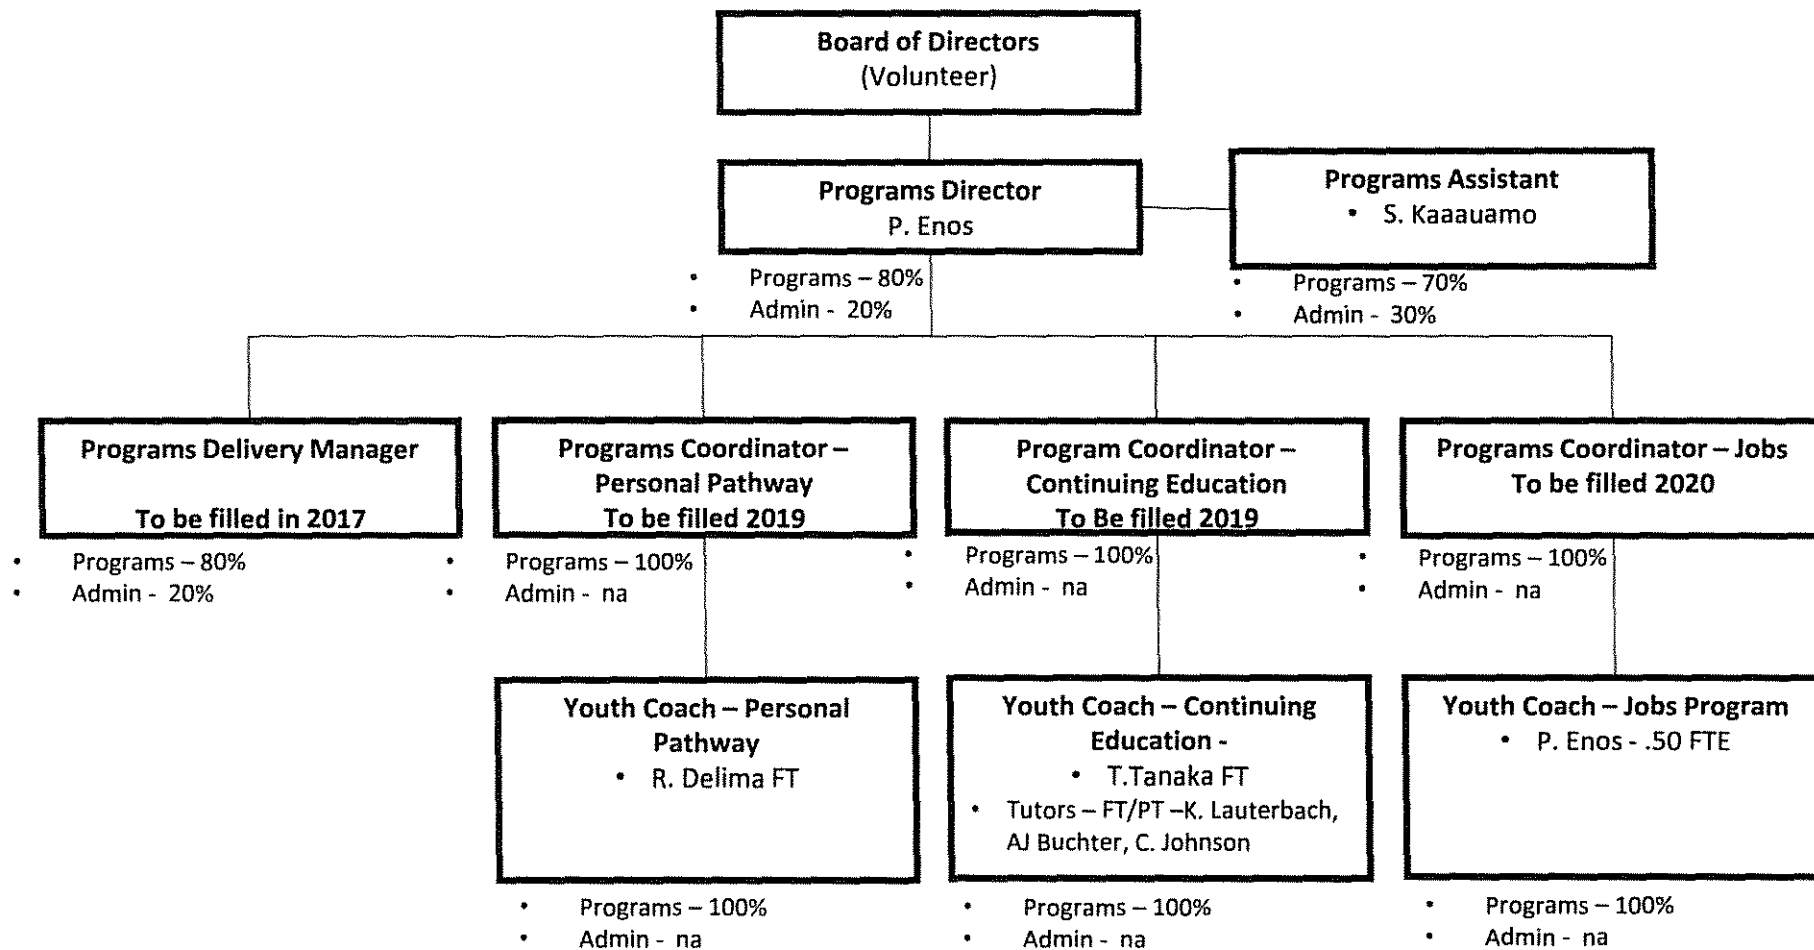 Board of Directors
(Volunteer)
Programs Director
P. Enos
Programs Assistant
• S. Kaaauamo
• Programs – 80%
• Admin - 20%
• Programs – 70%
• Admin - 30%
Programs Delivery Manager
To be filled in 2017
• Programs – 80%
• Admin - 20%
Programs Coordinator –
Personal Pathway
To be filled 2019
• Programs – 100%
• Admin - na
Program Coordinator –
Continuing Education
To Be filled 2019
• Programs – 100%
• Admin - na
Programs Coordinator – Jobs
To be filled 2020
• Programs – 100%
• Admin - na
Youth Coach – Personal
Pathway
• R. Delima FT
• Programs – 100%
• Admin - na
Youth Coach – Continuing
Education -
• T.Tanaka FT
• Tutors – FT/PT –K. Lauterbach,
AJ Buchter, C. Johnson
• Programs – 100%
• Admin - na
Youth Coach – Jobs Program
• P. Enos - .50 FTE
• Programs – 100%
• Admin - na